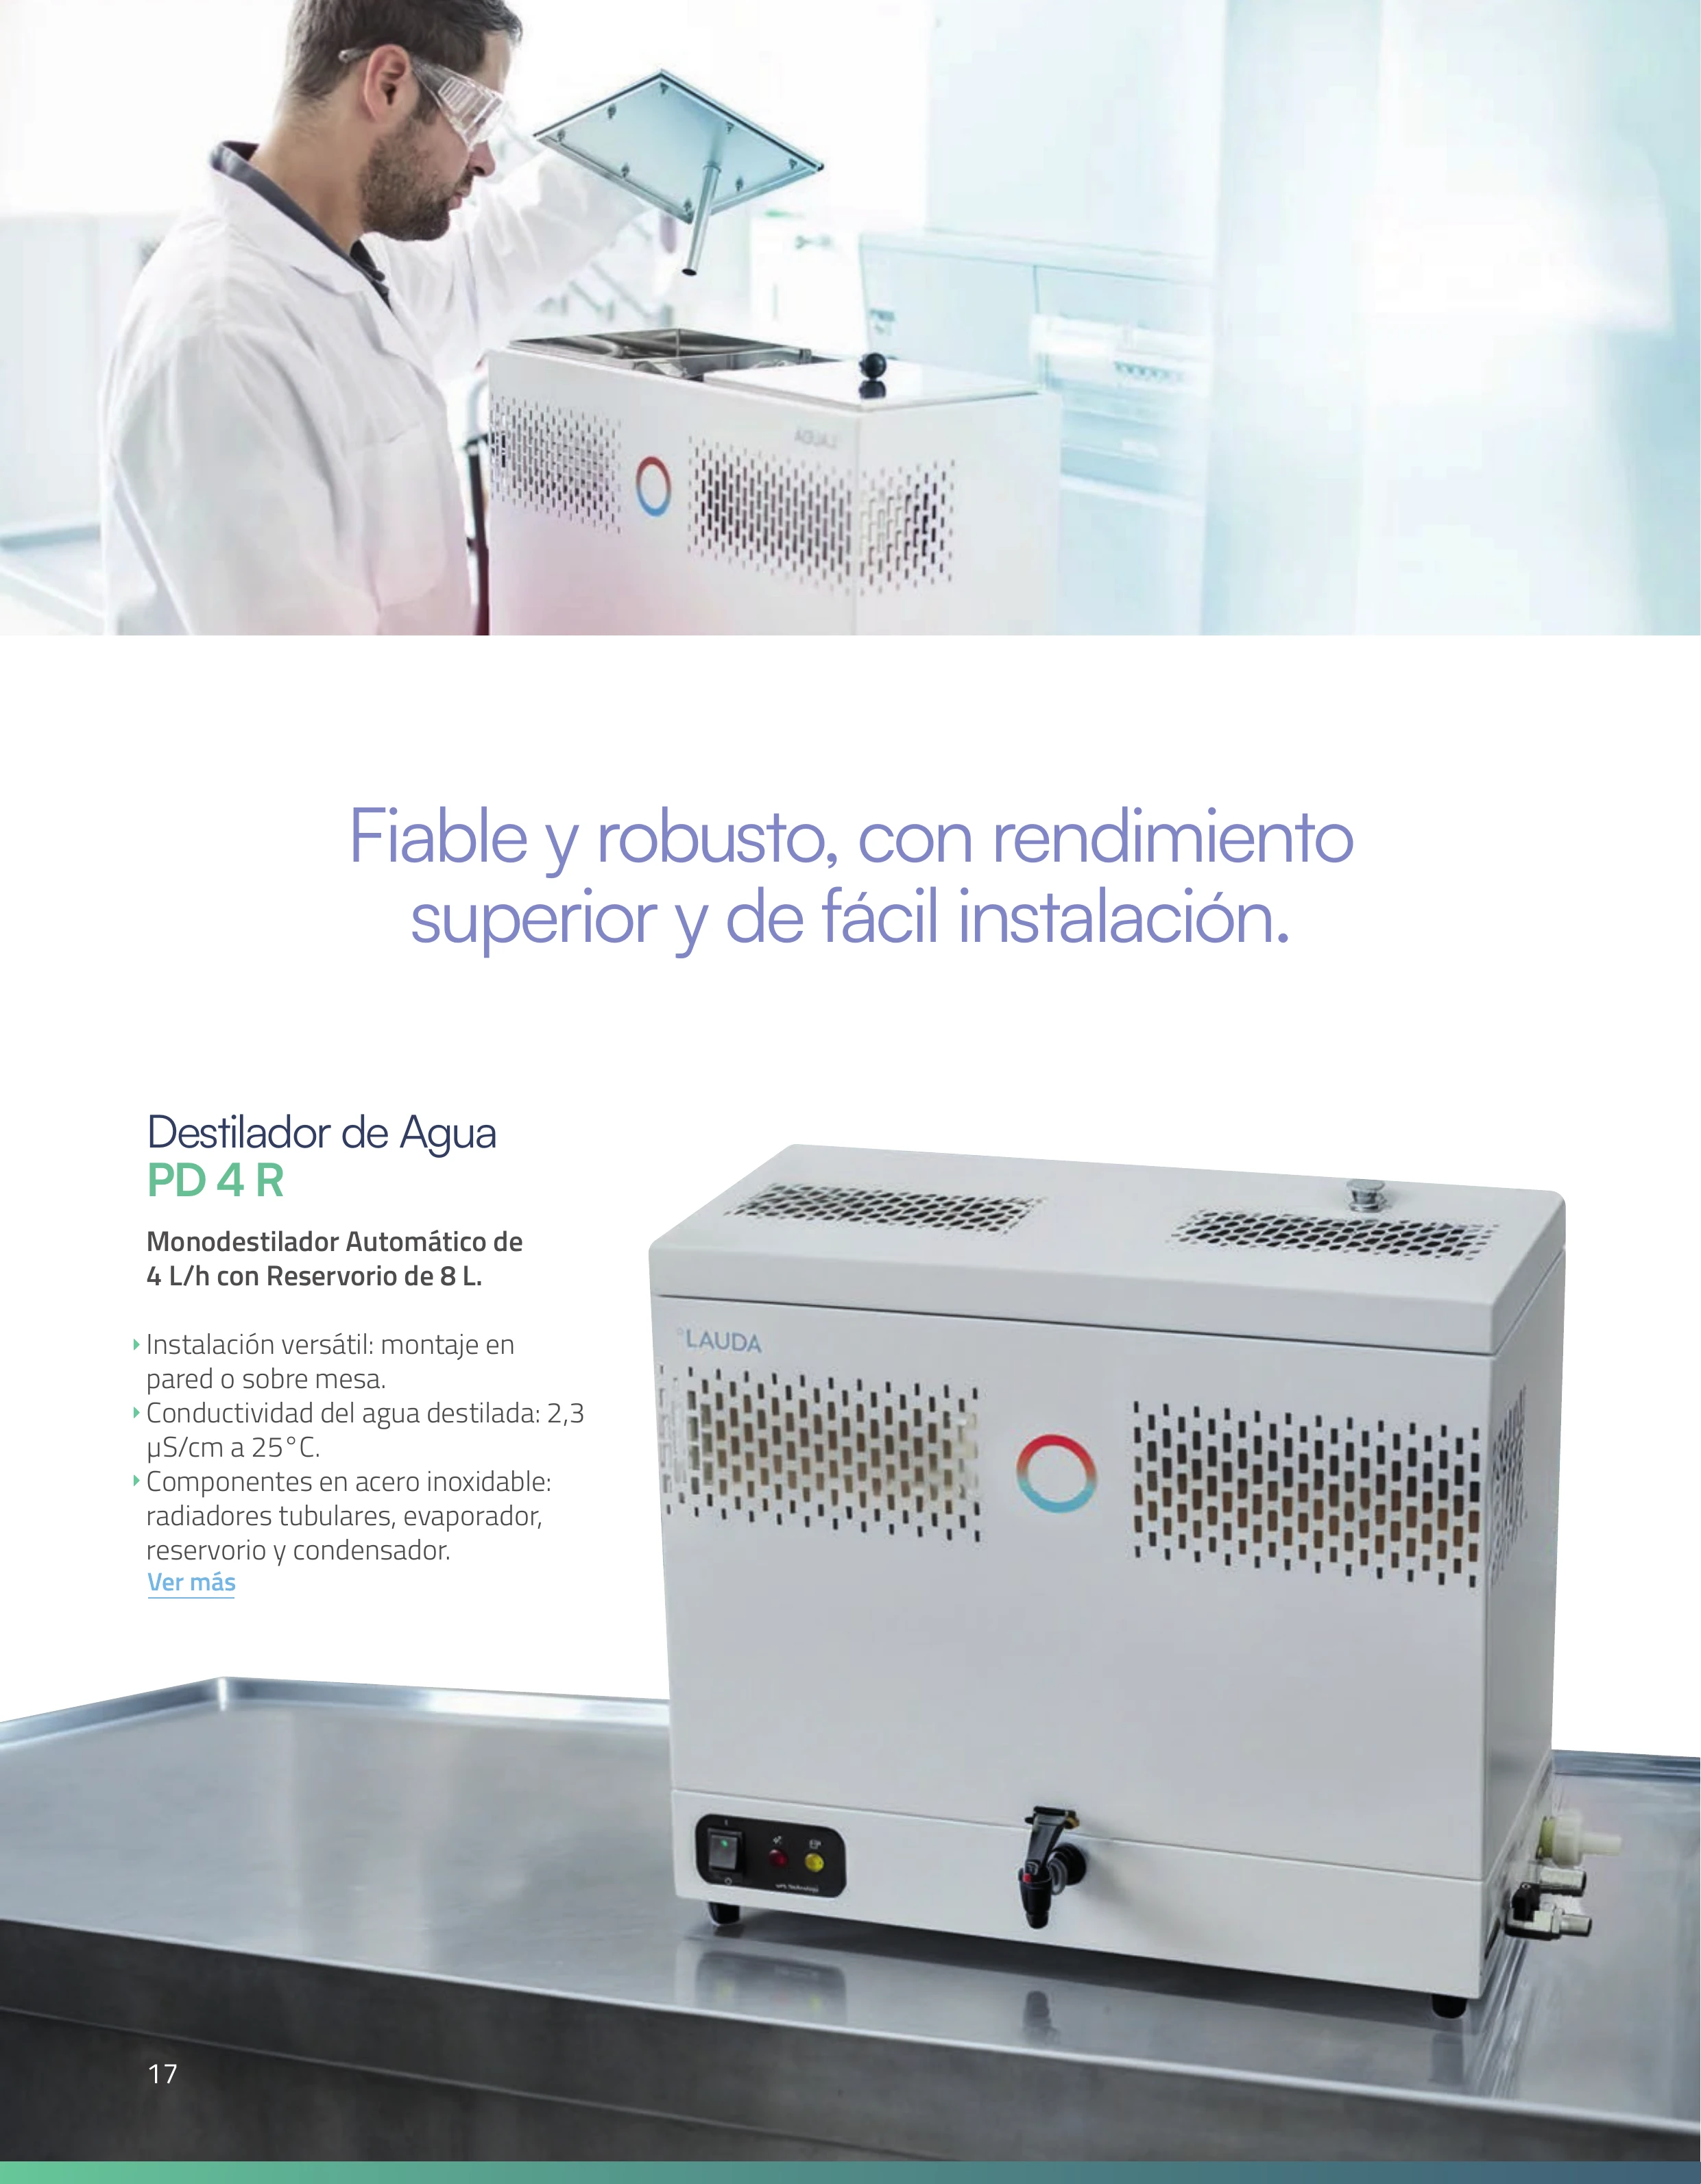 Fiable y robusto, con rendimiento
superior y de fácil instalación.
Destilador de Agua
PD 4 R
Monodestilador Automático de
4 L/h con Reservorio de 8 L.
Instalación versátil: montaje en
pared o sobre mesa.
Conductividad del agua destilada: 2,3
µS/cm a 25°C.
Componentes en acero inoxidable:
radiadores tubulares, evaporador,
reservorio y condensador.
Ver más
°LAUDA
17